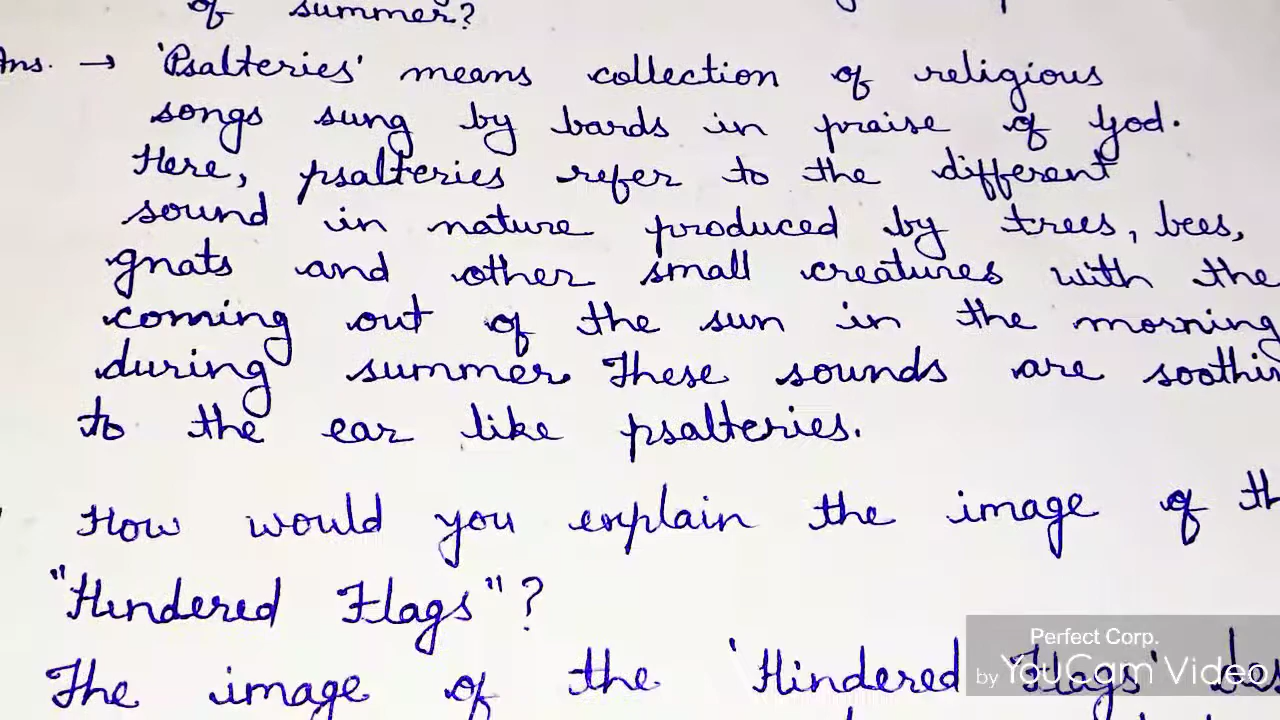 of summer?
Ans. → 'Psalteries' means collection of religious
songs sung by bards in praise of God.
Here, psalteries refer to the different
sound in nature produced by trees, bees,
gnats and other small creatures with the
coming out of the sun in the morning
during summer. These sounds are soothin
to the ear like psalteries.
How would you explain the image of th
"Hindered Flags"?
The image of the 'Hindered Flags' has
Perfect Corp.
by YouCam Video